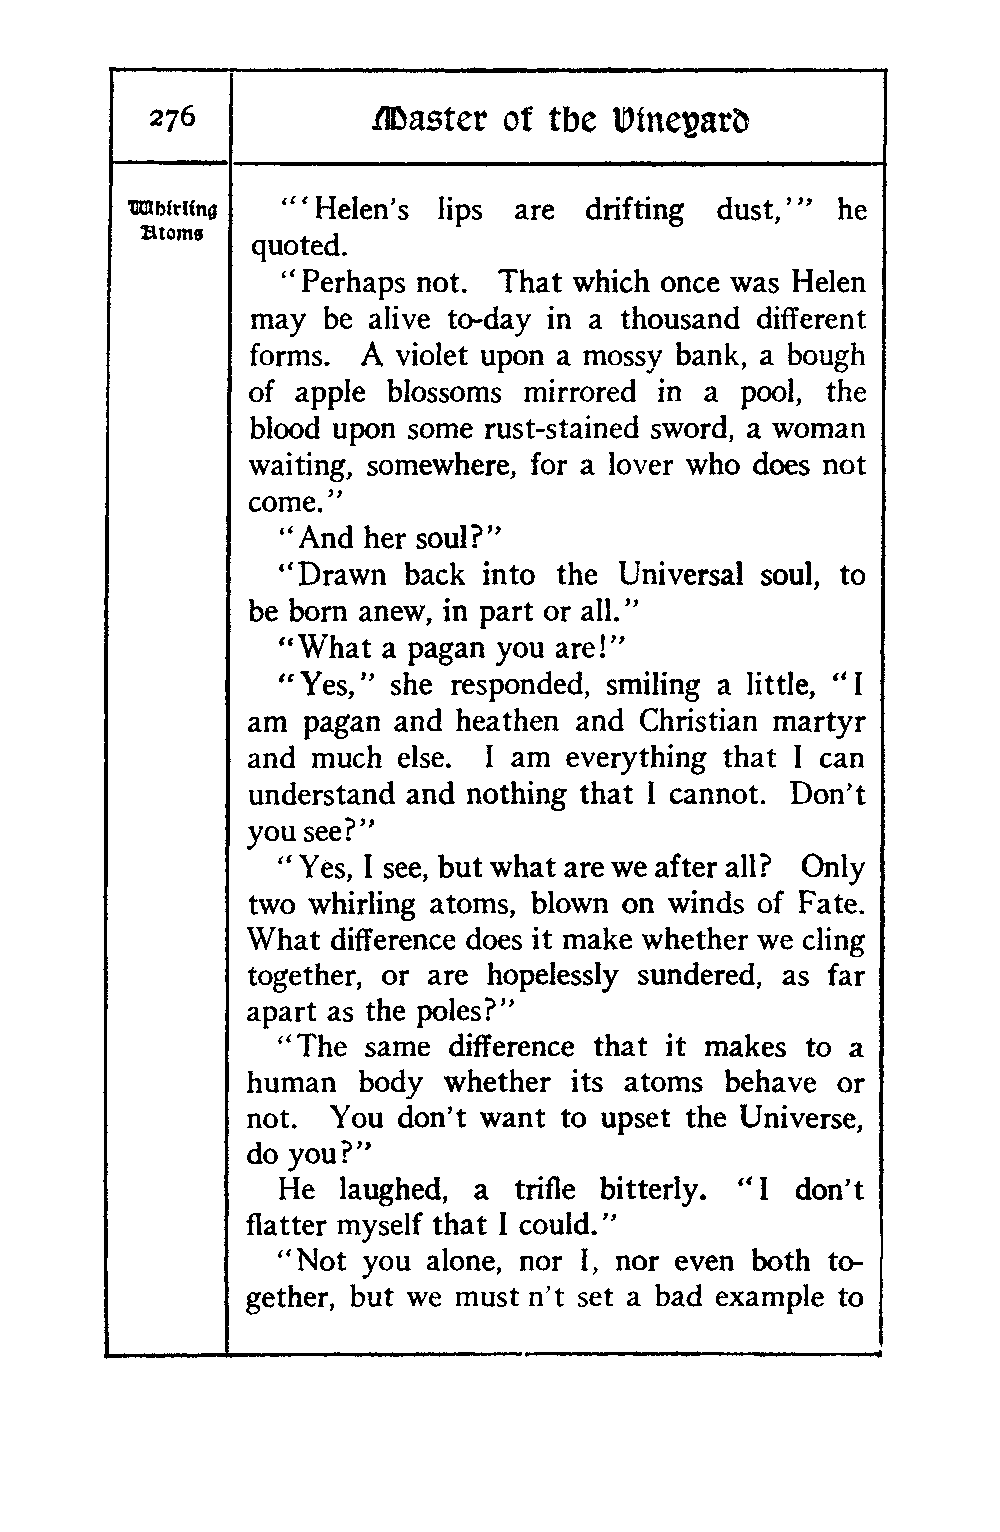 276
Master of the Vineyard
Whirling
Atoms
"'Helen's lips are drifting dust,'" he
quoted.
"Perhaps not. That which once was Helen
may be alive to-day in a thousand different
forms. A violet upon a mossy bank, a bough
of apple blossoms mirrored in a pool, the
blood upon some rust-stained sword, a woman
waiting, somewhere, for a lover who does not
come."
"And her soul?"
"Drawn back into the Universal soul, to
be born anew, in part or all."
"What a pagan you are!"
"Yes," she responded, smiling a little, "I
am pagan and heathen and Christian martyr
and much else. I am everything that I can
understand and nothing that I cannot. Don't
you see?"
"Yes, I see, but what are we after all? Only
two whirling atoms, blown on winds of Fate.
What difference does it make whether we cling
together, or are hopelessly sundered, as far
apart as the poles?"
"The same difference that it makes to a
human body whether its atoms behave or
not. You don't want to upset the Universe,
do you?"
He laughed, a trifle bitterly. "I don't
flatter myself that I could."
"Not you alone, nor I, nor even both to-
gether, but we must n't set a bad example to